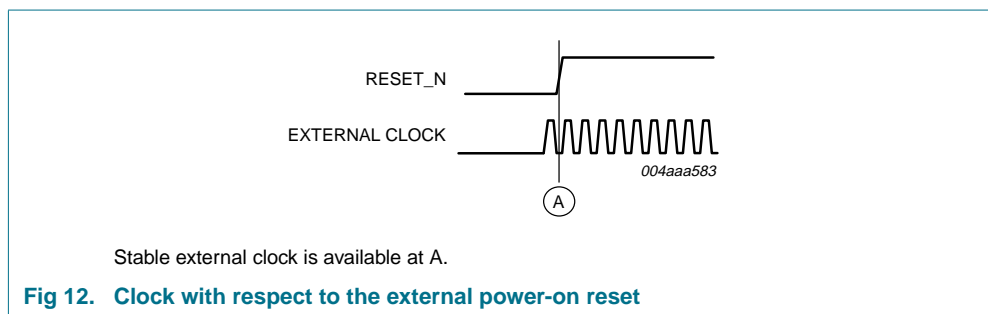 RESET_N
EXTERNAL CLOCK
004aaa583
A
Stable external clock is available at A.
Fig 12. Clock with respect to the external power-on reset